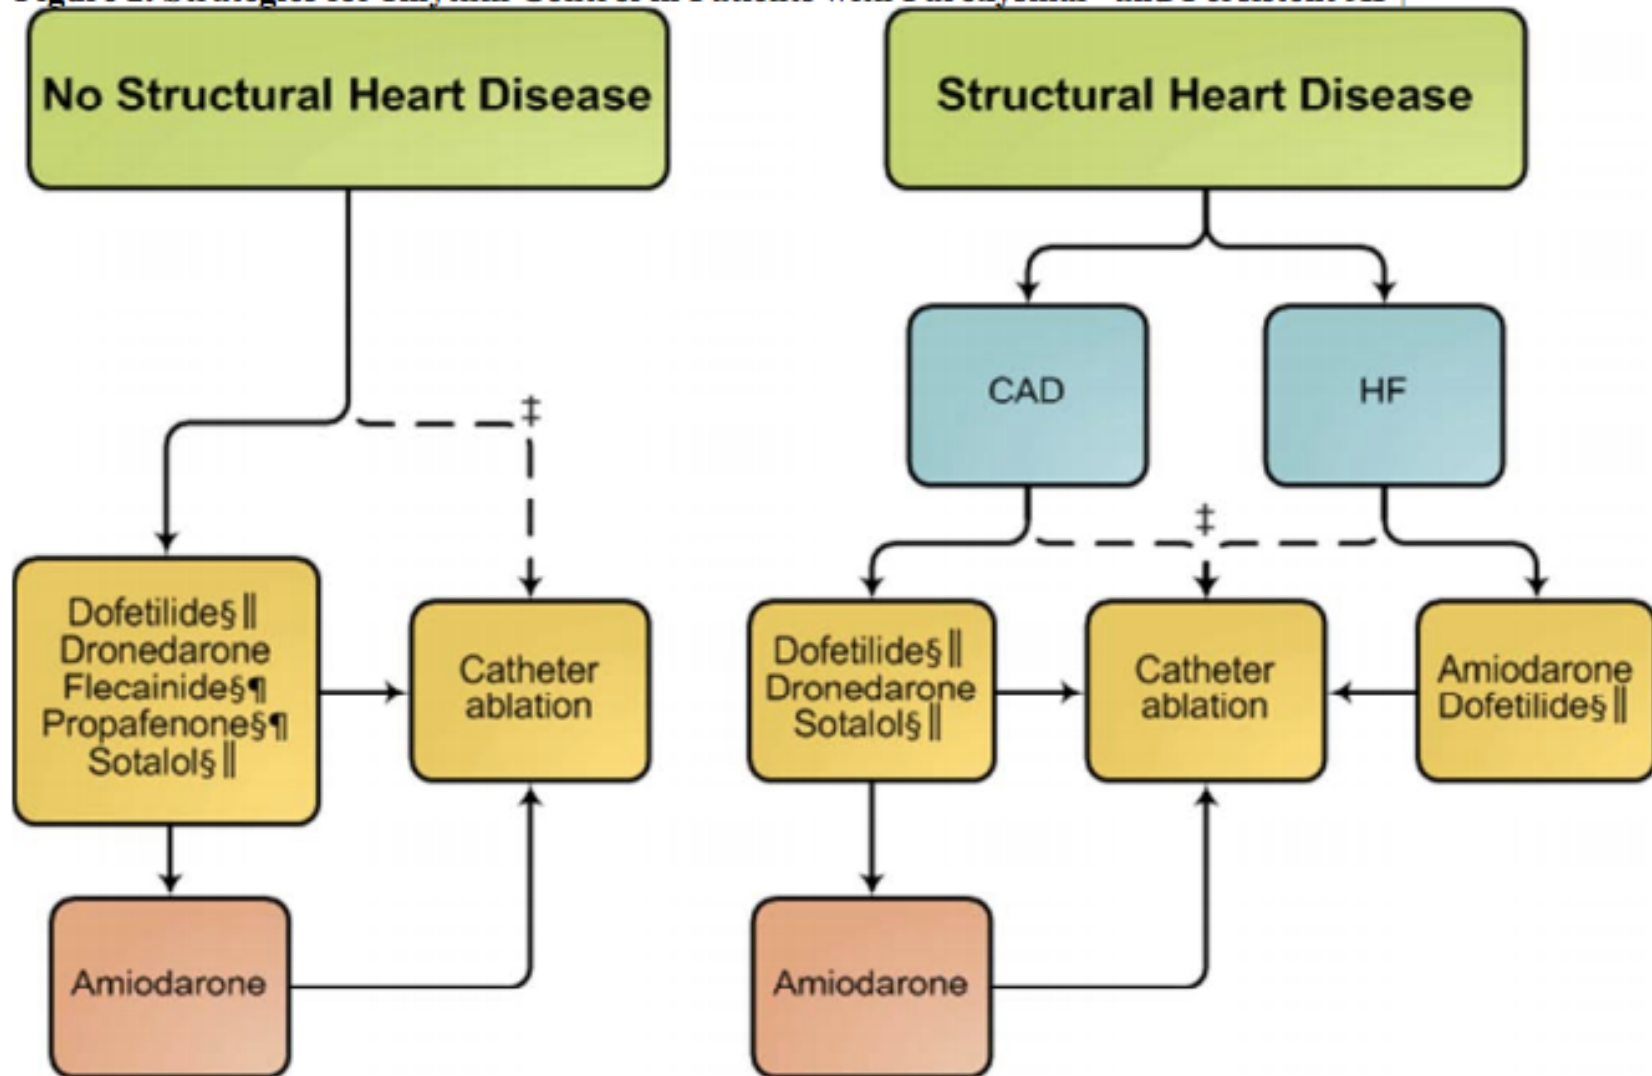 No Structural Heart Disease
Structural Heart Disease
CAD
HF
‡
‡
Dofetilide§‖
Dronedarone
Flecainide§¶
Propafenone§¶
Sotalol§‖
Catheter
ablation
Dofetilide§‖
Dronedarone
Sotalol§‖
Catheter
ablation
Amiodarone
Dofetilide§‖
Amiodarone
Amiodarone